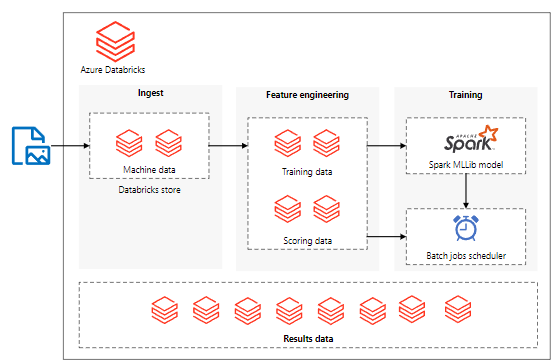 Azure Databricks
Ingest
Feature engineering
Training
Machine data
Databricks store
Training data
Scoring data
APACHE
Spark
Spark MLLib model
Batch jobs scheduler
Results data